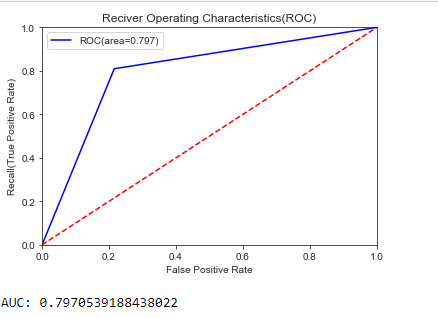 Reciver Operating Characteristics(ROC)
ROC(area=0.797)
Recall(True Positive Rate)
1.0
0.8
0.6
0.4
0.2
0.0
0.0 0.2 0.4 0.6 0.8 1.0
False Positive Rate
AUC: 0.7970539188438022